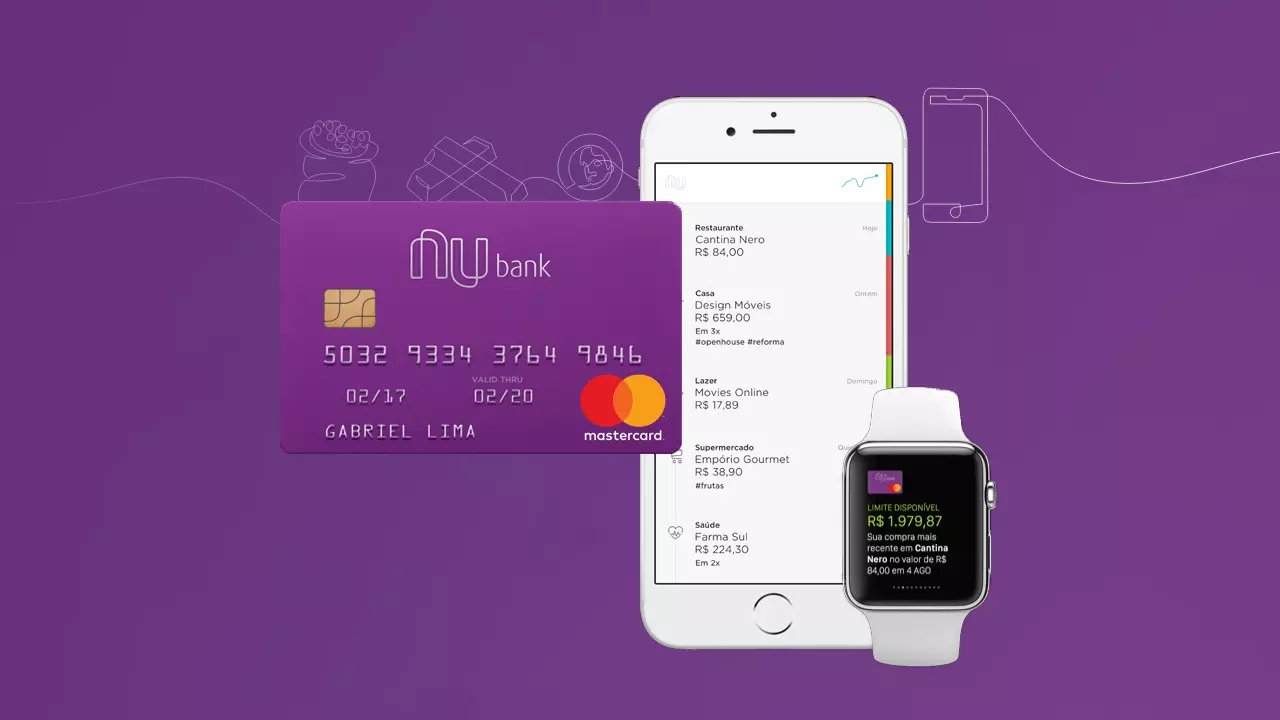 nu bank
5032 9334 3764 9846
VALID THRU
02/17 02/20
GABRIEL LIMA
mastercard
nu
Restaurante Hoje
Cantina Nero
R$ 84,00
Casa Ontem
Design Móveis
R$ 659,00
Em 3x
#openhouse #reforma
Lazer Domingo
Movies Online
R$ 17,89
Supermercado
Empório Gourmet
R$ 38,90
#frutas
Saúde
Farma Sul
R$ 224,30
Em 2x
LIMITE DISPONÍVEL
R$ 1.979,87
Sua compra mais
recente em Cantina
Nero no valor de R$
84,00 em 4 AGO